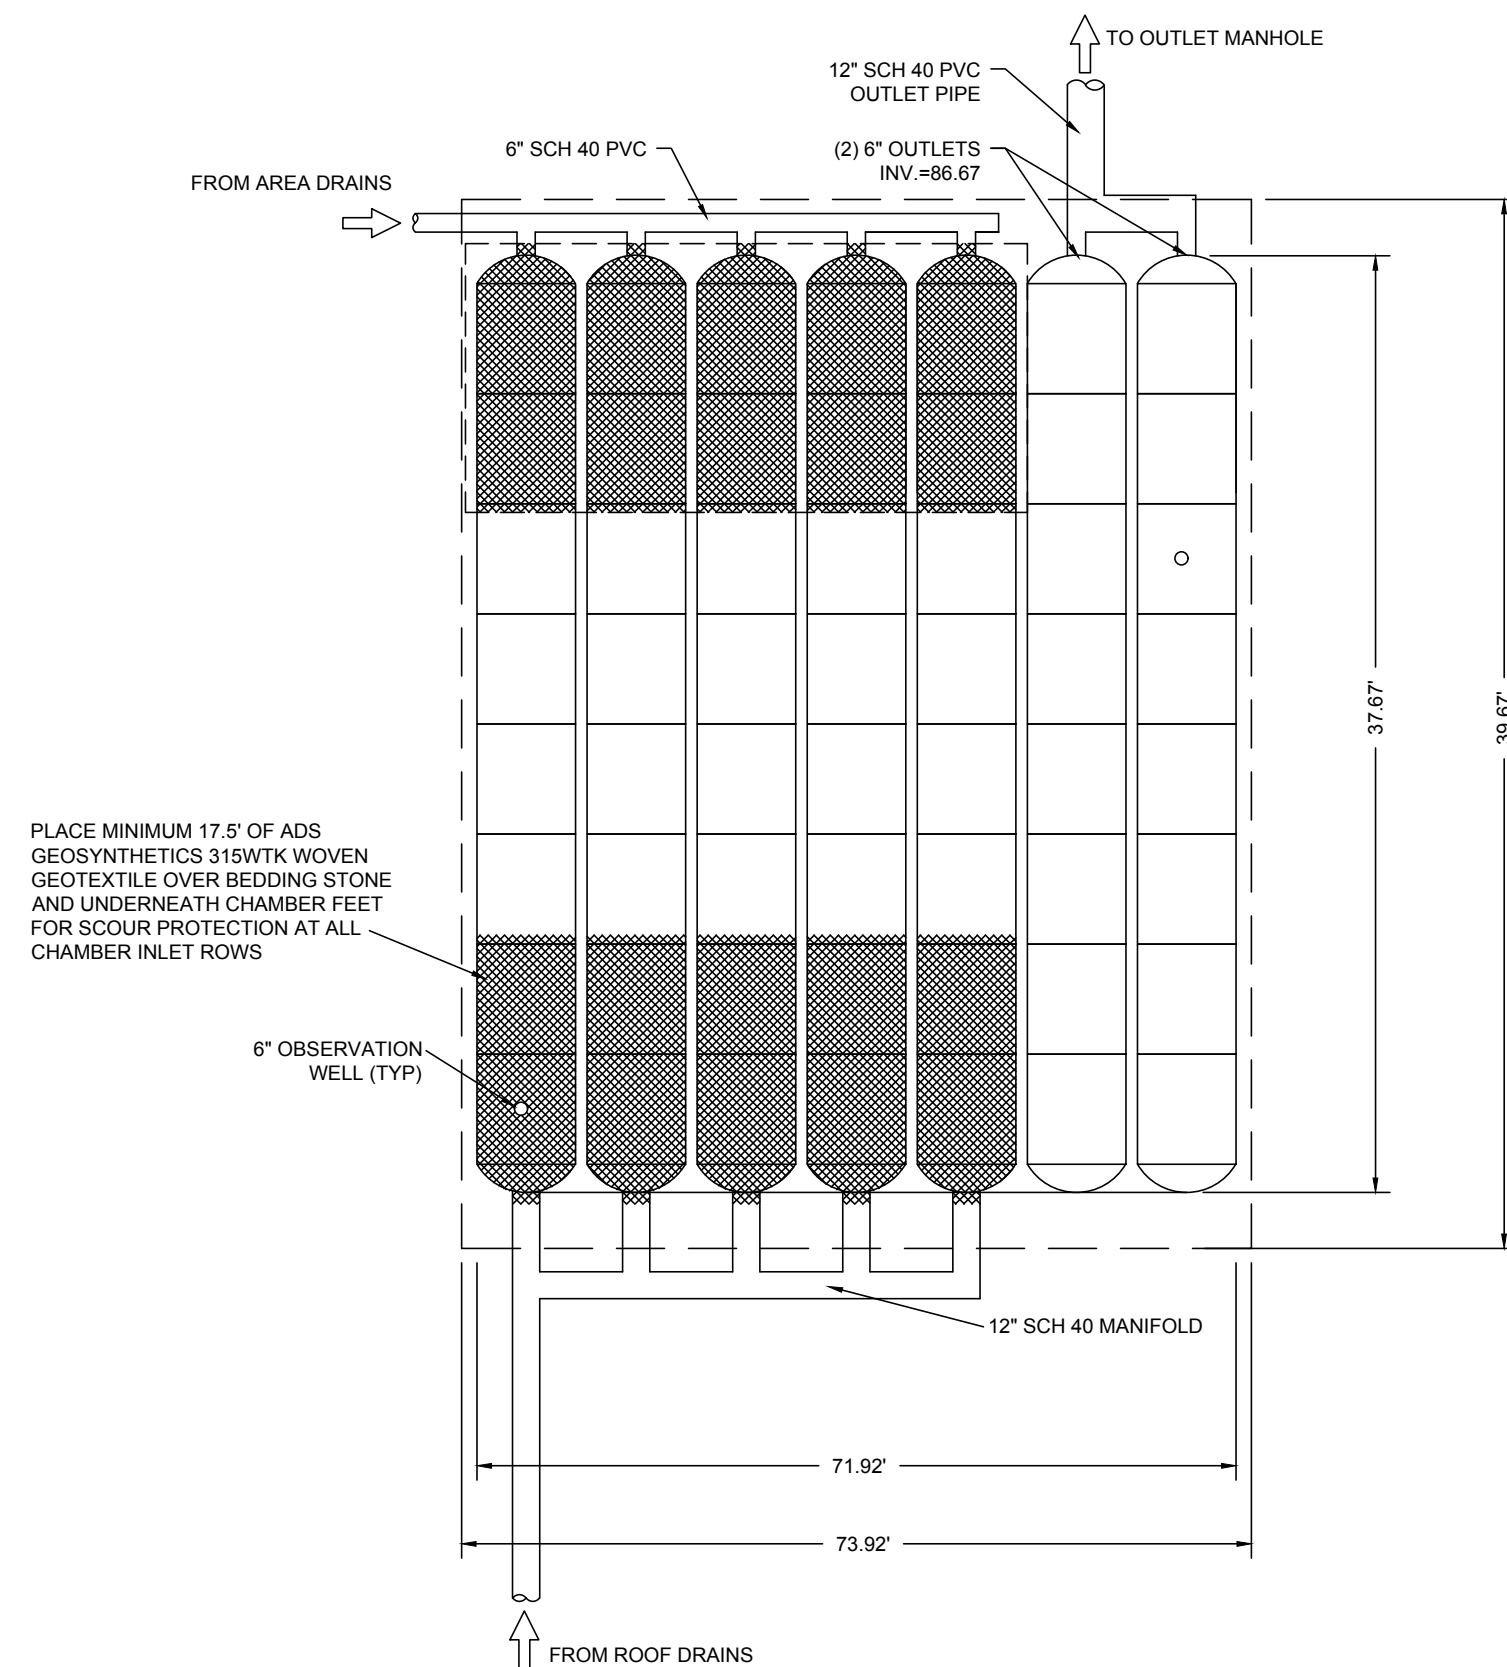 TO OUTLET MANHOLE
12" SCH 40 PVC
OUTLET PIPE
6" SCH 40 PVC
(2) 6" OUTLETS
INV.=86.67
FROM AREA DRAINS
37.67'
39.67'
PLACE MINIMUM 17.5' OF ADS
GEOSYNTHETICS 315WTK WOVEN
GEOTEXTILE OVER BEDDING STONE
AND UNDERNEATH CHAMBER FEET
FOR SCOUR PROTECTION AT ALL
CHAMBER INLET ROWS
6" OBSERVATION
WELL (TYP)
12" SCH 40 MANIFOLD
71.92'
73.92'
FROM ROOF DRAINS